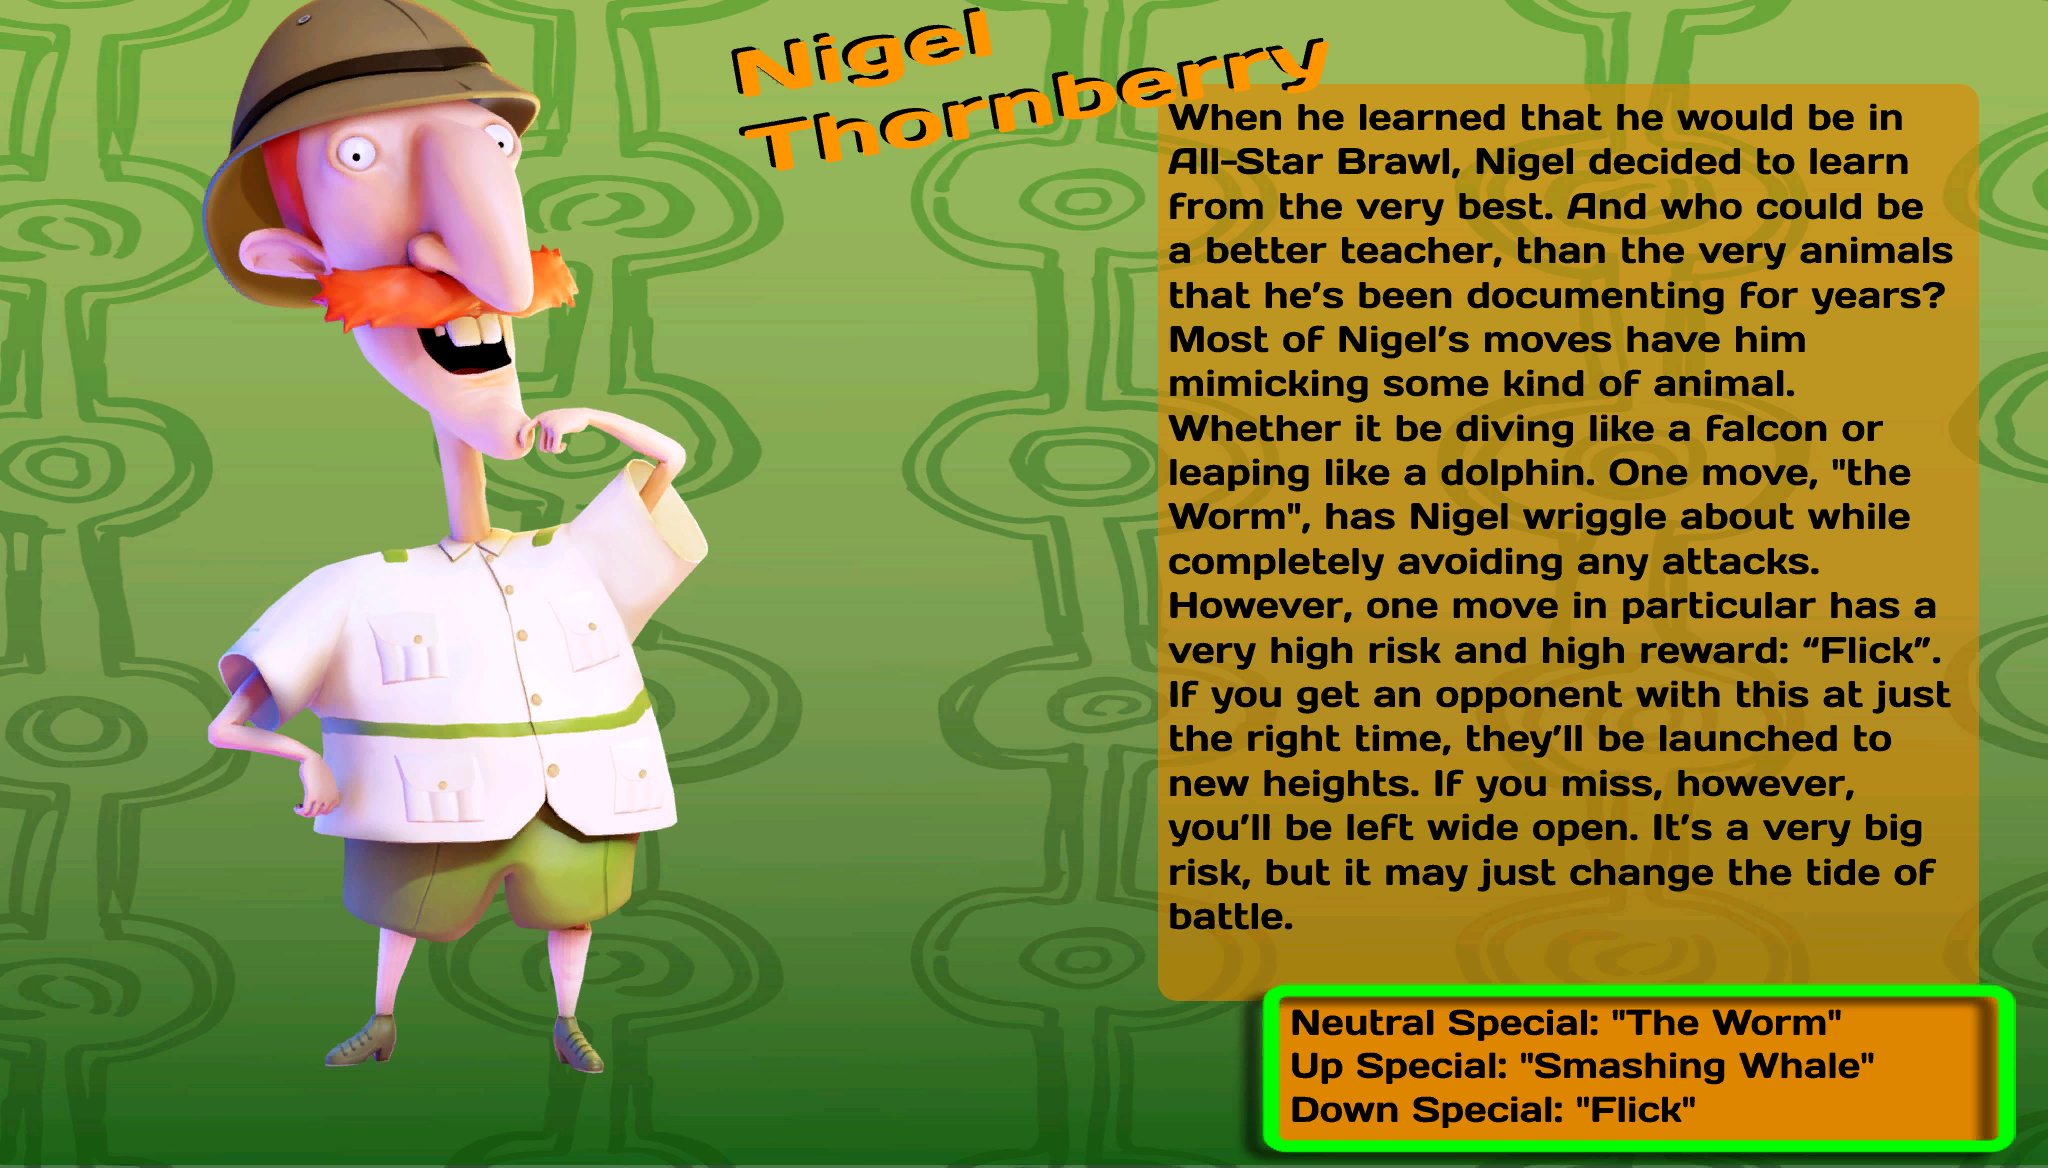 Nigel
Thornberry
When he learned that he would be in
All-Star Brawl, Nigel decided to learn
from the very best. And who could be
a better teacher, than the very animals
that he’s been documenting for years?
Most of Nigel’s moves have him
mimicking some kind of animal.
Whether it be diving like a falcon or
leaping like a dolphin. One move, "the
Worm", has Nigel wriggle about while
completely avoiding any attacks.
However, one move in particular has a
very high risk and high reward: “Flick”.
If you get an opponent with this at just
the right time, they’ll be launched to
new heights. If you miss, however,
you’ll be left wide open. It’s a very big
risk, but it may just change the tide of
battle.
Neutral Special: "The Worm"
Up Special: "Smashing Whale"
Down Special: "Flick"